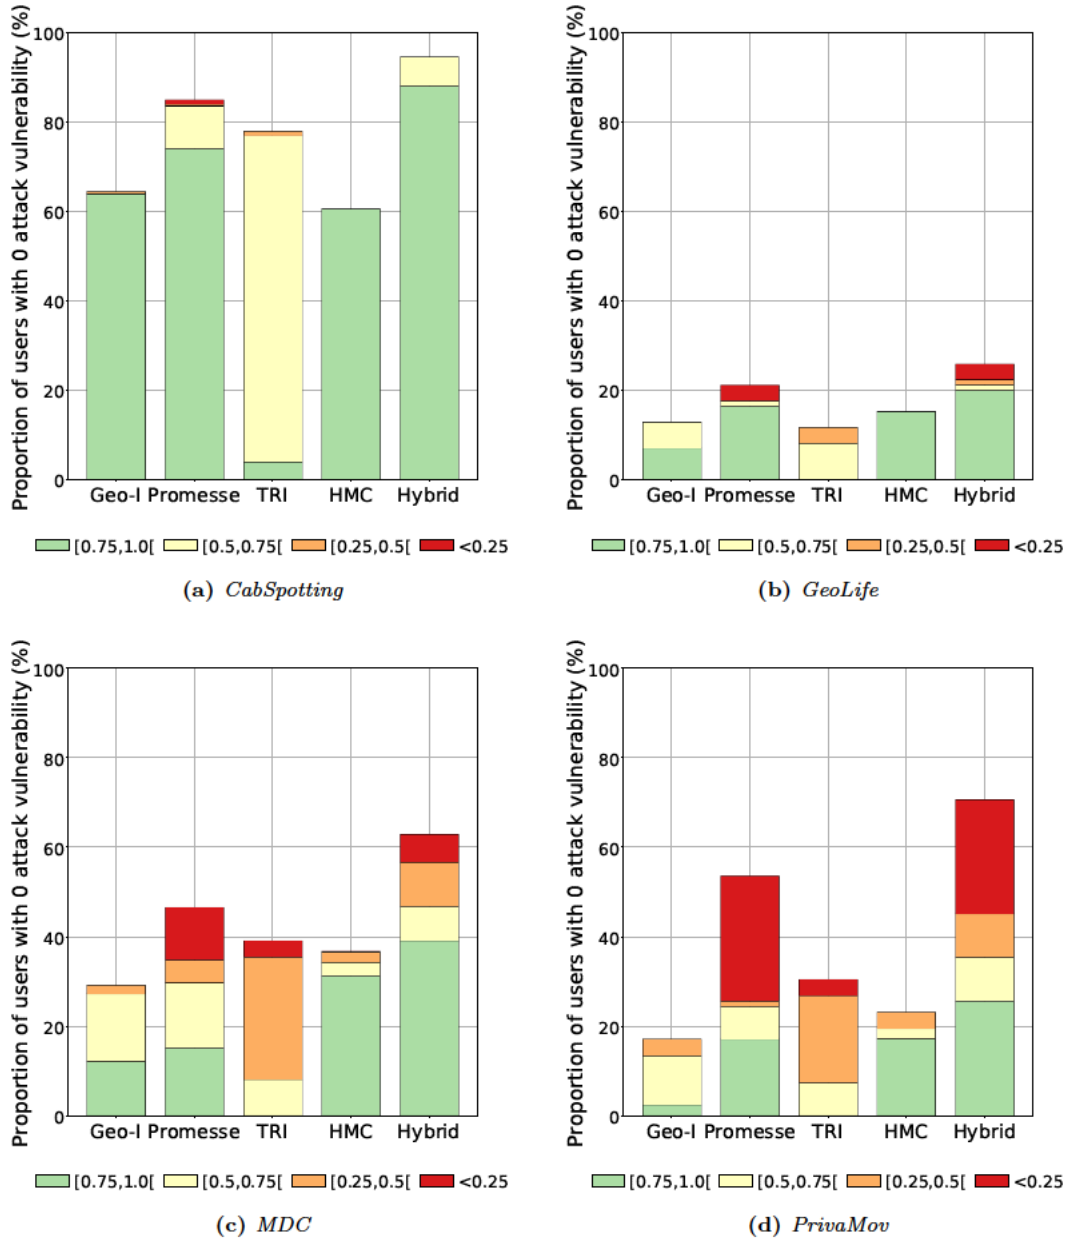 Proportion of users with 0 attack vulnerability (%)
100
80
60
40
20
0
Geo-I Promesse TRI HMC Hybrid
[0.75,1.0[ [0.5,0.75[ [0.25,0.5[ <0.25
(a) CabSpotting
Proportion of users with 0 attack vulnerability (%)
100
80
60
40
20
0
Geo-I Promesse TRI HMC Hybrid
[0.75,1.0[ [0.5,0.75[ [0.25,0.5[ <0.25
(b) GeoLife
Proportion of users with 0 attack vulnerability (%)
100
80
60
40
20
0
Geo-I Promesse TRI HMC Hybrid
[0.75,1.0[ [0.5,0.75[ [0.25,0.5[ <0.25
(c) MDC
Proportion of users with 0 attack vulnerability (%)
100
80
60
40
20
0
Geo-I Promesse TRI HMC Hybrid
[0.75,1.0[ [0.5,0.75[ [0.25,0.5[ <0.25
(d) PrivaMov